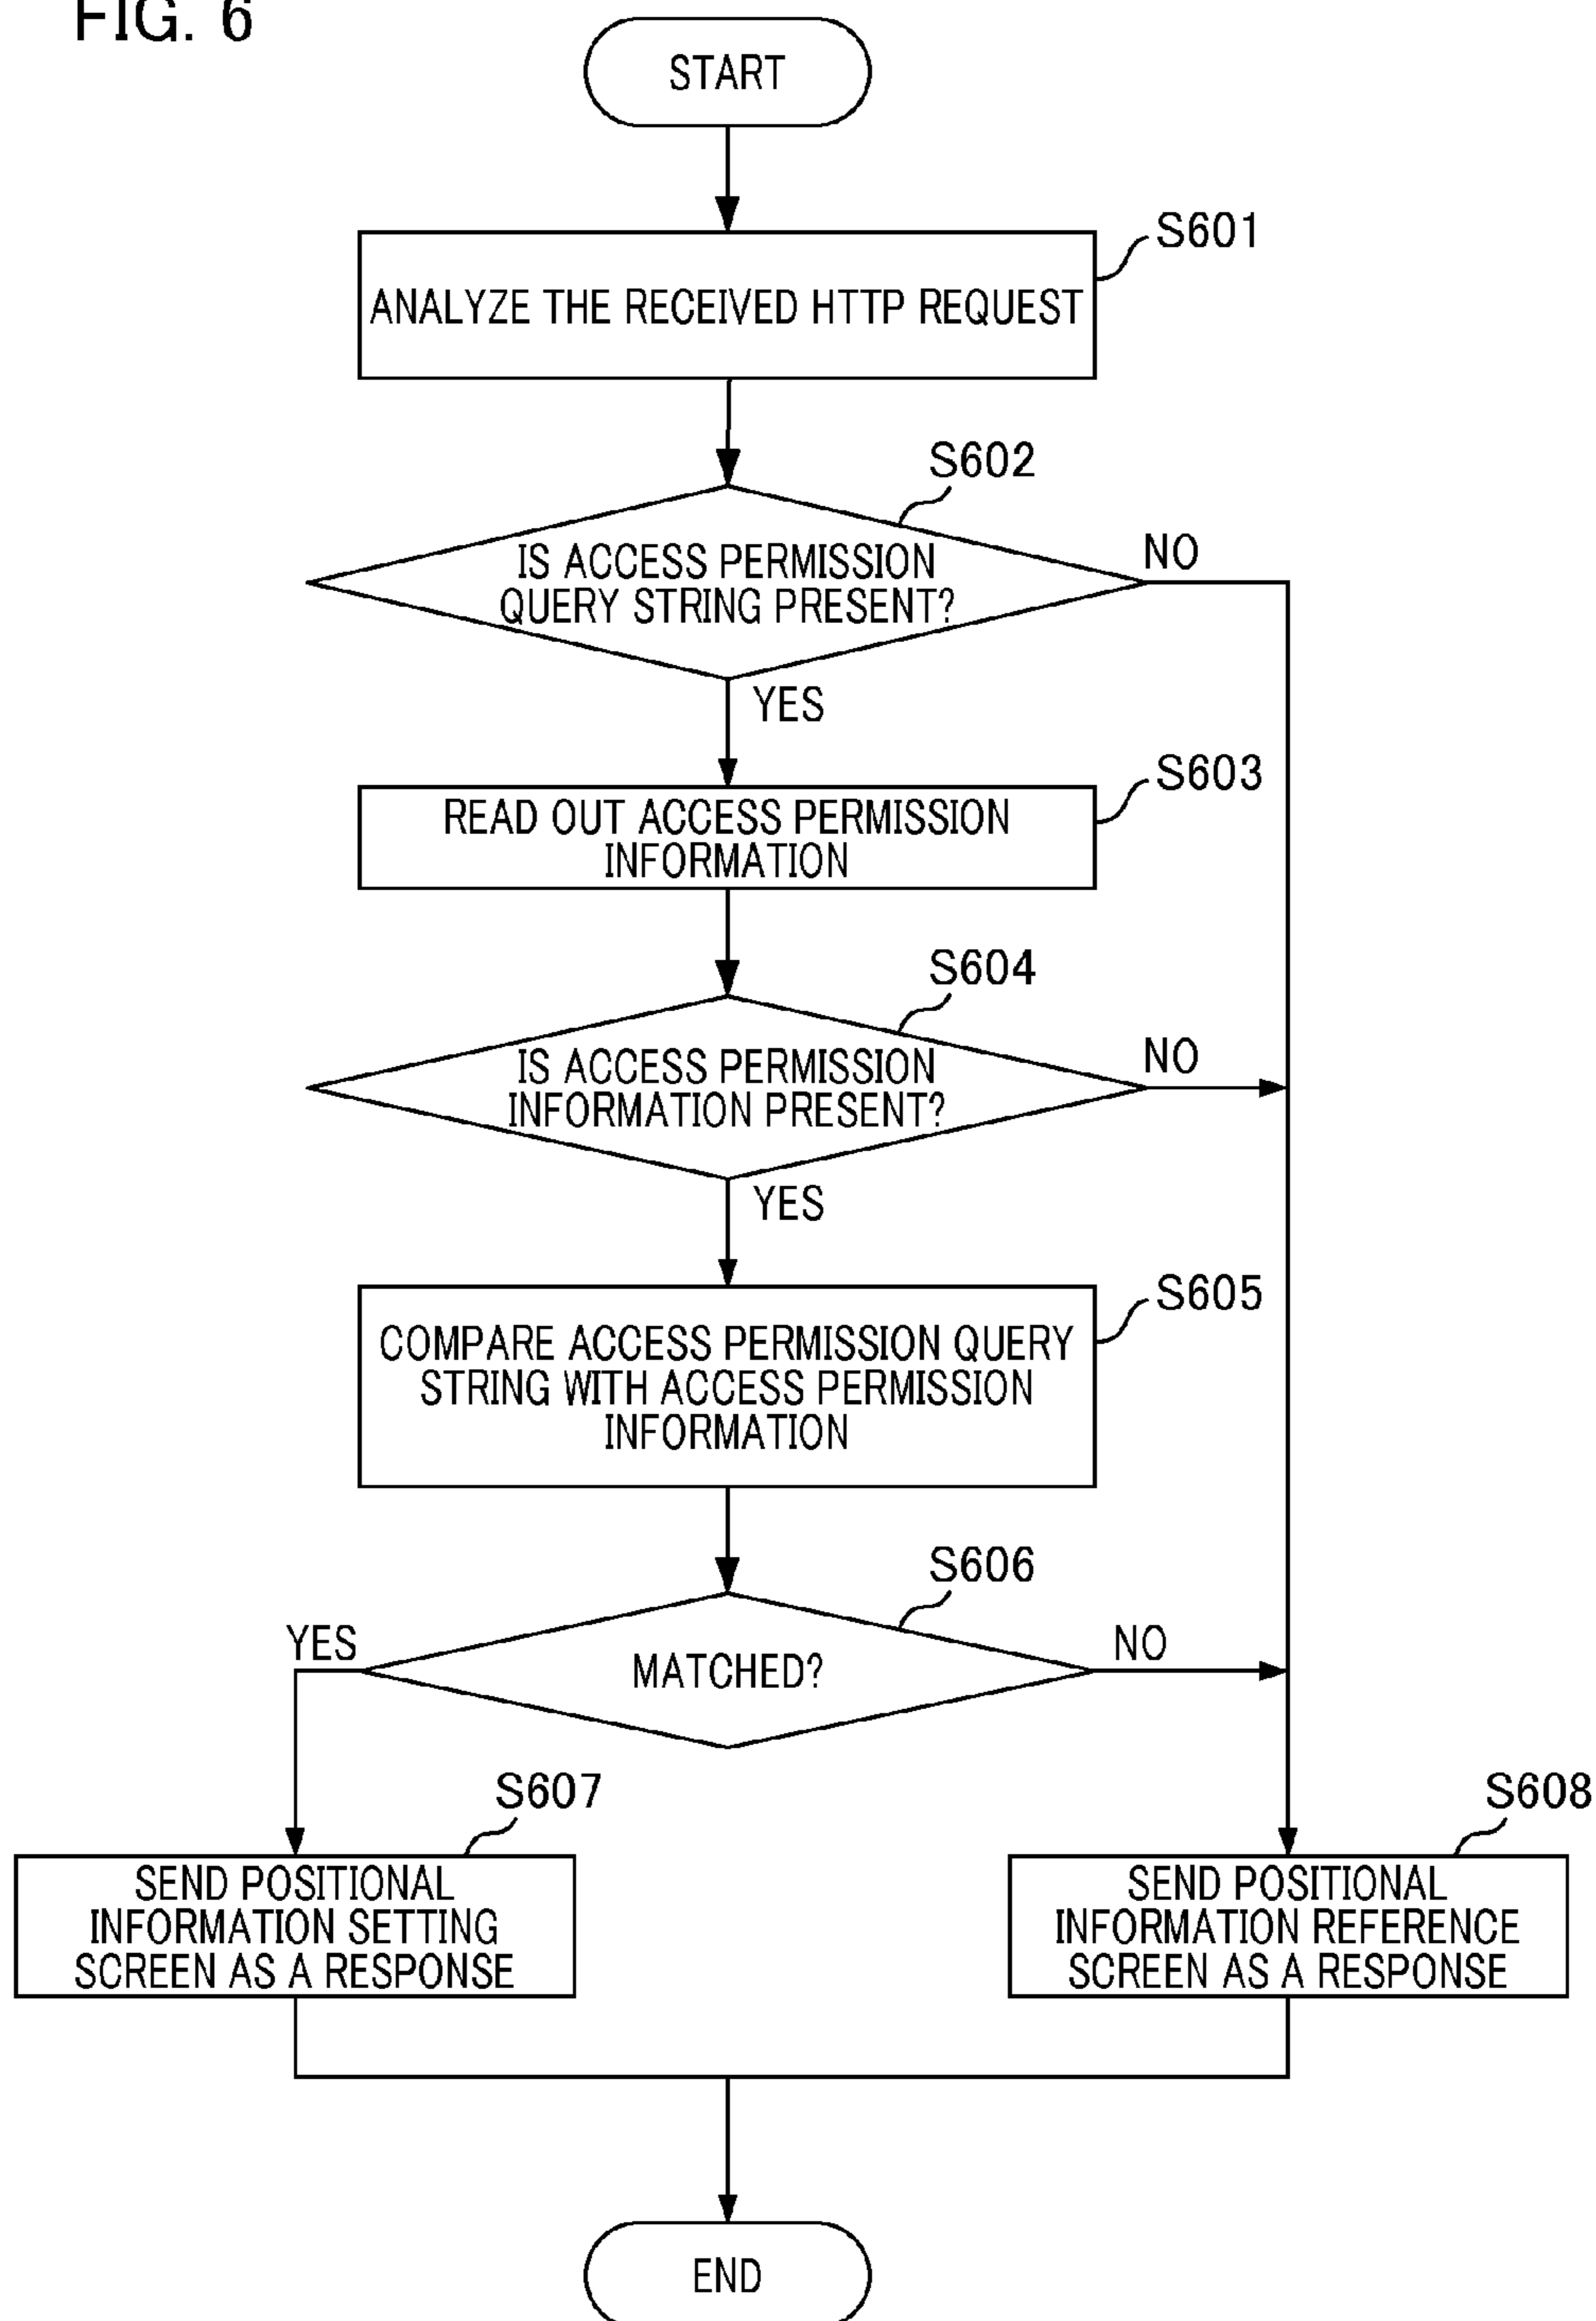 FIG. 6
START
S601
ANALYZE THE RECEIVED HTTP REQUEST
S602
IS ACCESS PERMISSION
QUERY STRING PRESENT?
NO
YES
S603
READ OUT ACCESS PERMISSION
INFORMATION
S604
IS ACCESS PERMISSION
INFORMATION PRESENT?
NO
YES
S605
COMPARE ACCESS PERMISSION QUERY
STRING WITH ACCESS PERMISSION
INFORMATION
S606
YES
MATCHED?
NO
S607
SEND POSITIONAL
INFORMATION SETTING
SCREEN AS A RESPONSE
S608
SEND POSITIONAL
INFORMATION REFERENCE
SCREEN AS A RESPONSE
END